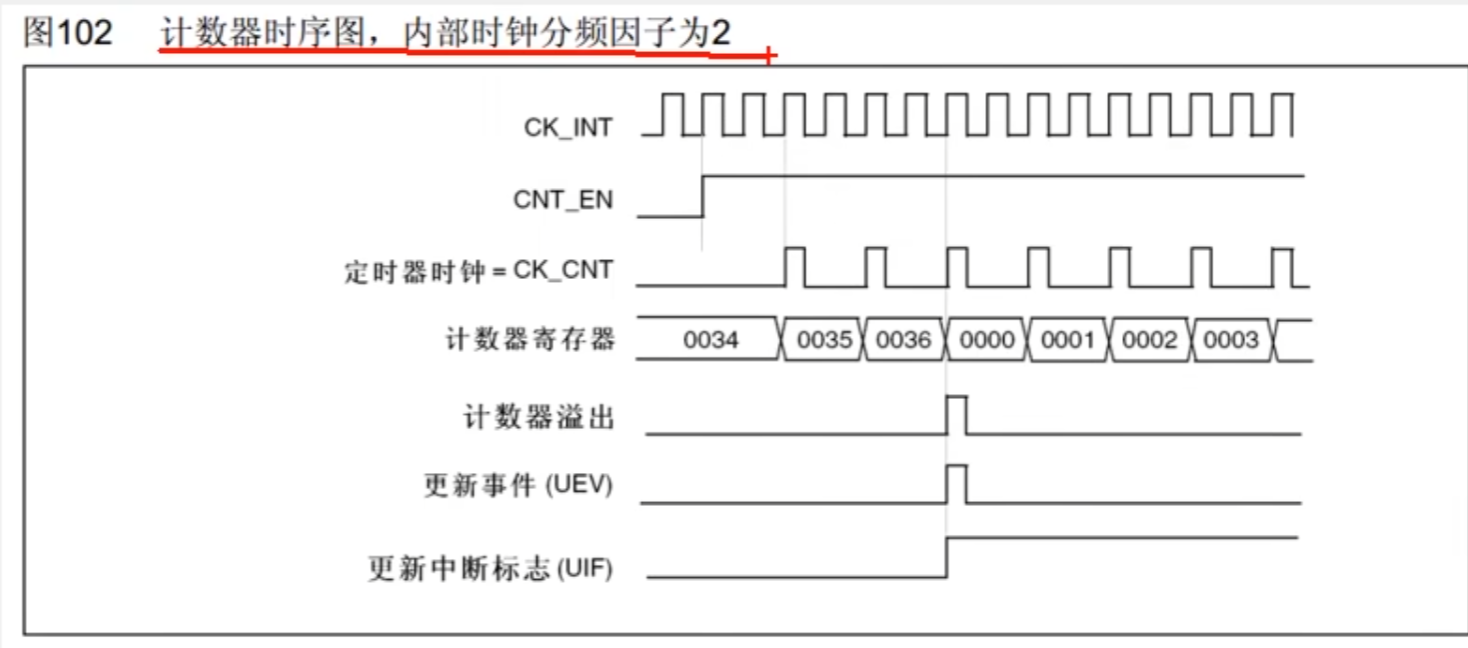 图102 计数器时序图，内部时钟分频因子为2
CK_INT
CNT_EN
定时器时钟 = CK_CNT
计数器寄存器 0034 0035 0036 0000 0001 0002 0003
计数器溢出
更新事件 (UEV)
更新中断标志 (UIF)